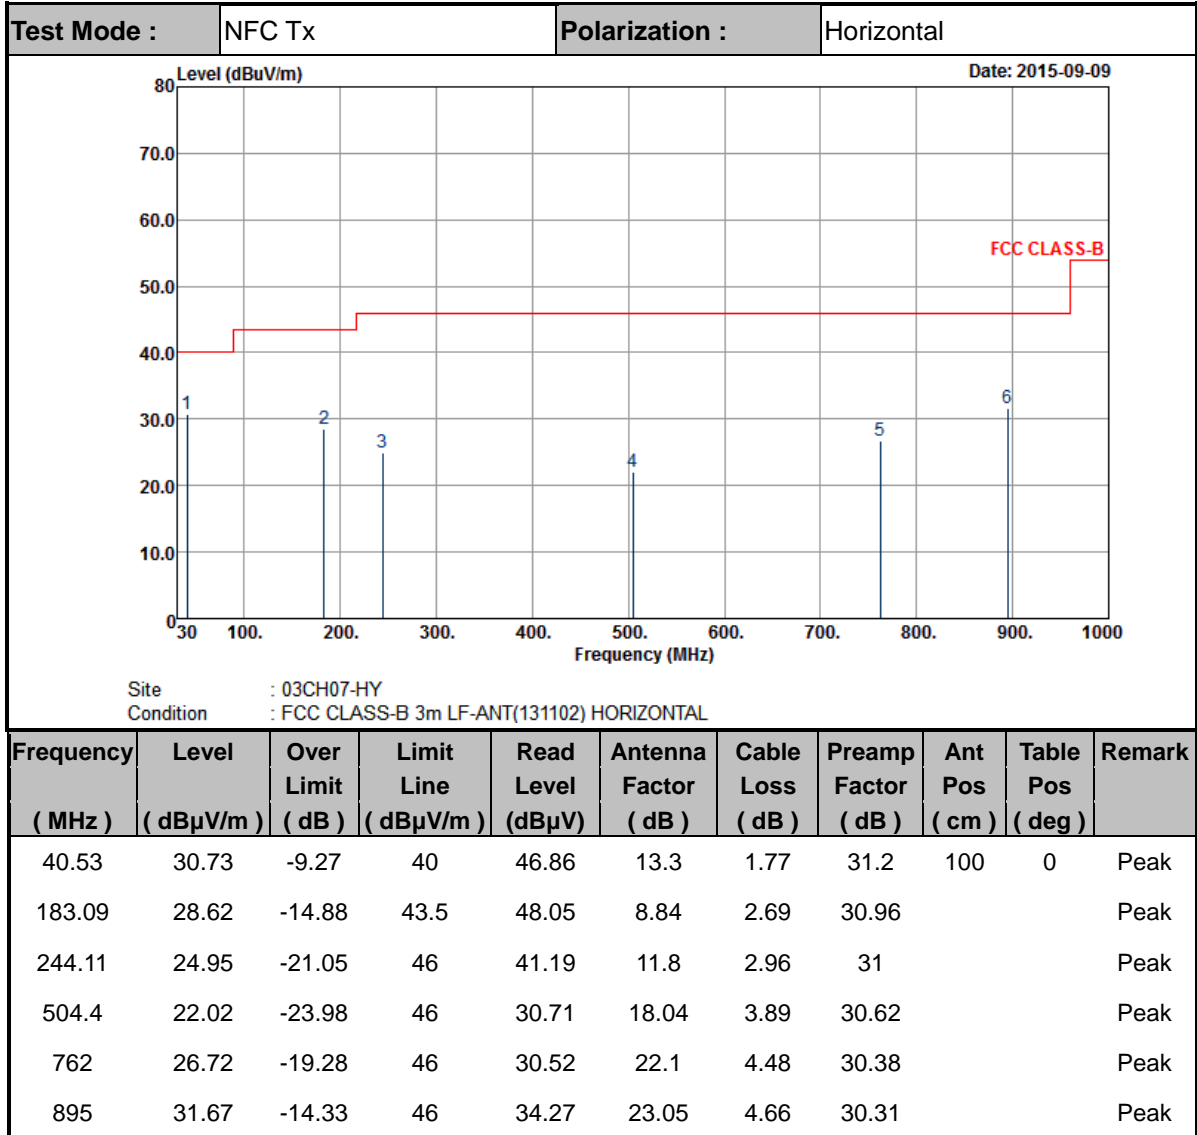 Test Mode : NFC Tx Polarization : Horizontal
Level (dBuV/m) Date: 2015-09-09
80
70.0
60.0
FCC CLASS-B
50.0
40.0
1 6
30.0 2 5
3
4
20.0
10.0
0
30 100. 200. 300. 400. 500. 600. 700. 800. 900. 1000
Frequency (MHz)
Site : 03CH07-HY
Condition : FCC CLASS-B 3m LF-ANT(131102) HORIZONTAL
Frequency Level Over Limit Read Antenna Cable Preamp Ant Table Remark
Limit Line Level Factor Loss Factor Pos Pos
( MHz ) ( dBµV/m ) ( dB ) ( dBµV/m ) (dBµV) ( dB ) ( dB ) ( dB ) ( cm ) ( deg )
40.53 30.73 -9.27 40 46.86 13.3 1.77 31.2 100 0 Peak
183.09 28.62 -14.88 43.5 48.05 8.84 2.69 30.96 Peak
244.11 24.95 -21.05 46 41.19 11.8 2.96 31 Peak
504.4 22.02 -23.98 46 30.71 18.04 3.89 30.62 Peak
762 26.72 -19.28 46 30.52 22.1 4.48 30.38 Peak
895 31.67 -14.33 46 34.27 23.05 4.66 30.31 Peak